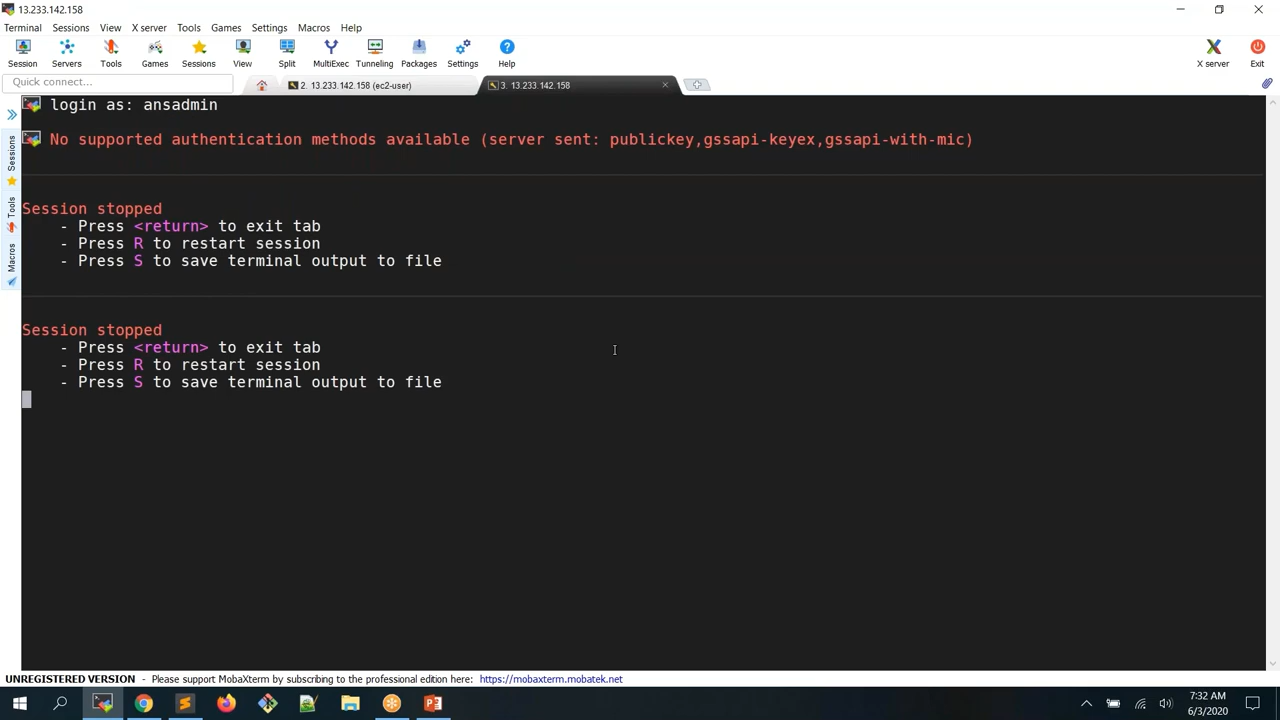 13.233.142.158
Terminal Sessions View X server Tools Games Settings Macros Help
Session Servers Tools Games Sessions View Split MultiExec Tunneling Packages Settings Help X server Exit
Quick connect...
2. 13.233.142.158 (ec2-user)
3. 13.233.142.158
login as: ansadmin
No supported authentication methods available (server sent: publickey,gssapi-keyex,gssapi-with-mic)
Session stopped
- Press <return> to exit tab
- Press R to restart session
- Press S to save terminal output to file
Session stopped
- Press <return> to exit tab
- Press R to restart session
- Press S to save terminal output to file
Sessions
Tools
Macros
UNREGISTERED VERSION - Please support MobaXterm by subscribing to the professional edition here: https://mobaxterm.mobatek.net
7:32 AM
6/3/2020